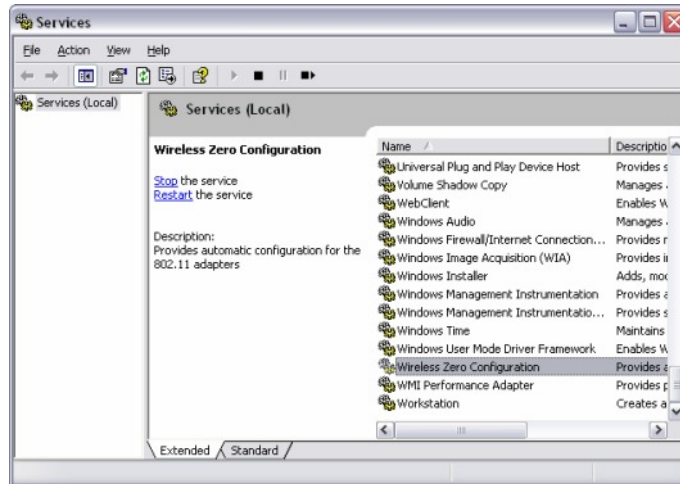 Services
File Action View Help
Services (Local)
Services (Local)
Wireless Zero Configuration
Stop the service
Restart the service
Description:
Provides automatic configuration for the
802.11 adapters
Name Descriptio
Universal Plug and Play Device Host Provides s
Volume Shadow Copy Manages
WebClient Enables W
Windows Audio Manages
Windows Firewall/Internet Connection... Provides r
Windows Image Acquisition (WIA) Provides i
Windows Installer Adds, mod
Windows Management Instrumentation Provides a
Windows Management Instrumentatio... Provides s
Windows Time Maintains
Windows User Mode Driver Framework Enables W
Wireless Zero Configuration Provides a
WMI Performance Adapter Provides p
Workstation Creates a
Extended Standard